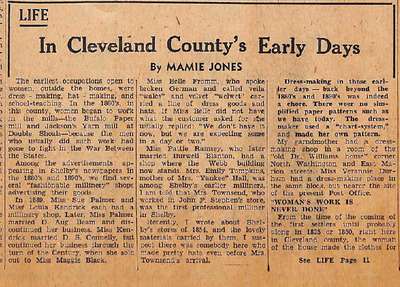 LIFE
In Cleveland County's Early Days
By MAMIE JONES
The earliest occupations open to
women, outside the homes, were
dress - making, hat - making, and
school-teaching. In the 1860's, in
this county, women began to work
in the mills—the Bufalo Paper
mill and Jackson's Yarn mill at
Double Shoal—because the men
who usually did such work had
gone to fight in the War Between
the State.
Among the advertisements ap-
pearing in Shelby's newspapers in
the 1880's and 1890's, we find sev-
eral "fashionable millinery" shops
advertising their goods.
In 1889, Miss Sue Palmer and
Miss Loula Kendrick each had a
millinery shop. Later, Miss Palmer
married D. Aug. Beam and dis-
continued her business. Miss Ken-
drick married D. S. Connelly, but
continued her business through the
turn of the Century, when she sold
to Miss Maggie Black.
Miss Belle Fromm, who spoke
broken German and called veils
"wales" and velvet "velwet" car-
ried a line of dress goods and
hats. If Miss Belle did not have
what the customer asked for she
usually replied: "We don't have it
now, but we are expecting some
in a day or two."
Miss Pattie Ramsey, who later
married Burwell Blanton, had a
shop where the Webb building
now stands. Mrs. Emily Tompkins,
mother of Mrs. "Yankee" Hull, was
among Shelby's earlier milliners.
I am told that Mrs. Townsend, who
worked in John P. Stephen's store,
was the first professional milliner
in Shelby.
Recently, I wrote about Shel-
by's stores of 1854, and the lovely
materials carried by them. I sus-
pect there was somebody here who
made pretty hats even before Mrs.
Townsend's arrival.
Dress-making in those earl-
ier days — back beyond the
1880's and 1890's was indeed
a chore. There were no sim-
plified paper patterns such as
we have today. The dress-
maker used a "chart-system,"
and made her own pattern.
My grandmother had a dress-
making shop in a room of the
"old Dr. Williams house" corner
North Washington and East Ma-
rion streets. Miss Verannie Dur-
ham had a dress-making place in
the same block, but nearer the site
of the present Post Office.
"WOMAN'S WORK IS
NEVER DONE"
From the time of the coming of
the first settlers until probably
along in 1825 or 1850, right here
in Cleveland county, the woman
of the house made the clothes for
See LIFE Page 11